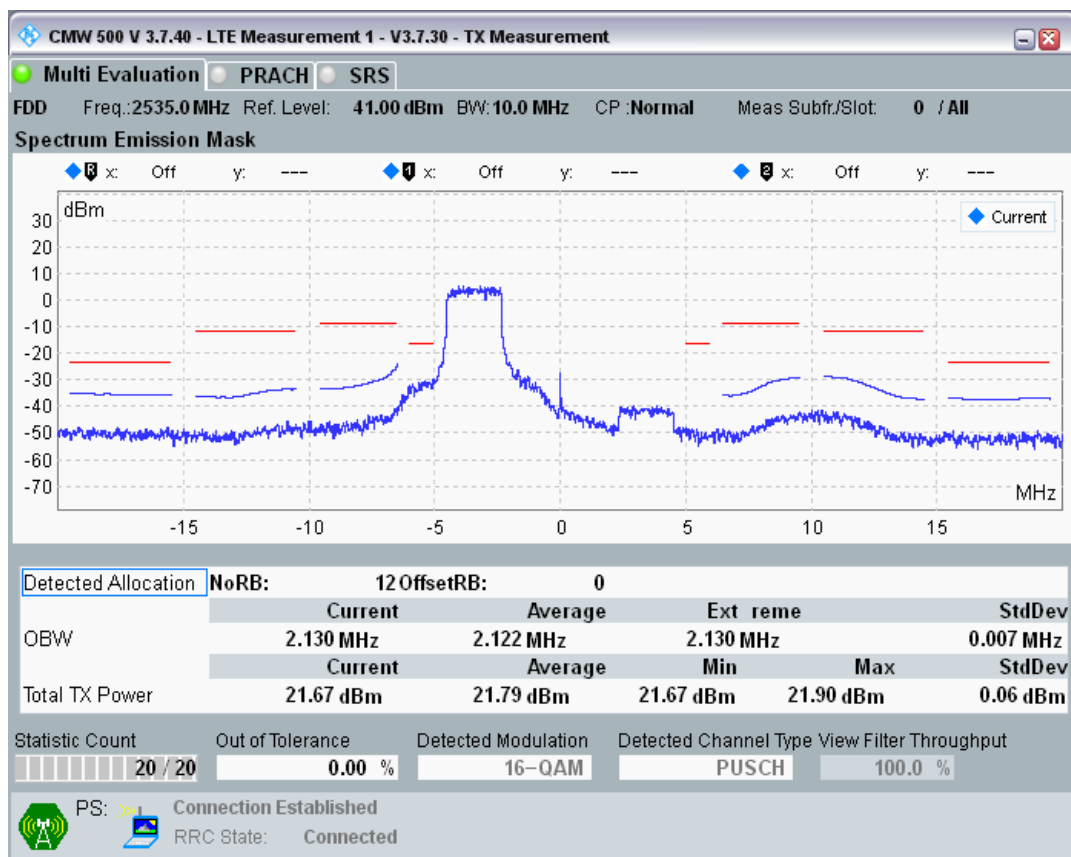 CMW 500 V 3.7.40 - LTE Measurement 1 - V3.7.30 - TX Measurement
Multi Evaluation PRACH SRS
FDD Freq.:2535.0 MHz Ref. Level: 41.00 dBm BW: 10.0 MHz CP :Normal Meas Subfr./Slot: 0 / All
Spectrum Emission Mask
R x: Off y: --- 1 x: Off y: --- 2 x: Off y: ---
dBm
Current
30
20
10
0
-10
-20
-30
-40
-50
-60
-70
MHz
-15 -10 -5 0 5 10 15
Detected Allocation NoRB: 12 OffsetRB: 0
Current Average Ext reme StdDev
OBW 2.130 MHz 2.122 MHz 2.130 MHz 0.007 MHz
Current Average Min Max StdDev
Total TX Power 21.67 dBm 21.79 dBm 21.67 dBm 21.90 dBm 0.06 dBm
Statistic Count Out of Tolerance Detected Modulation Detected Channel Type View Filter Throughput
20 / 20 0.00 % 16-QAM PUSCH 100.0 %
PS: Connection Established
RRC State: Connected